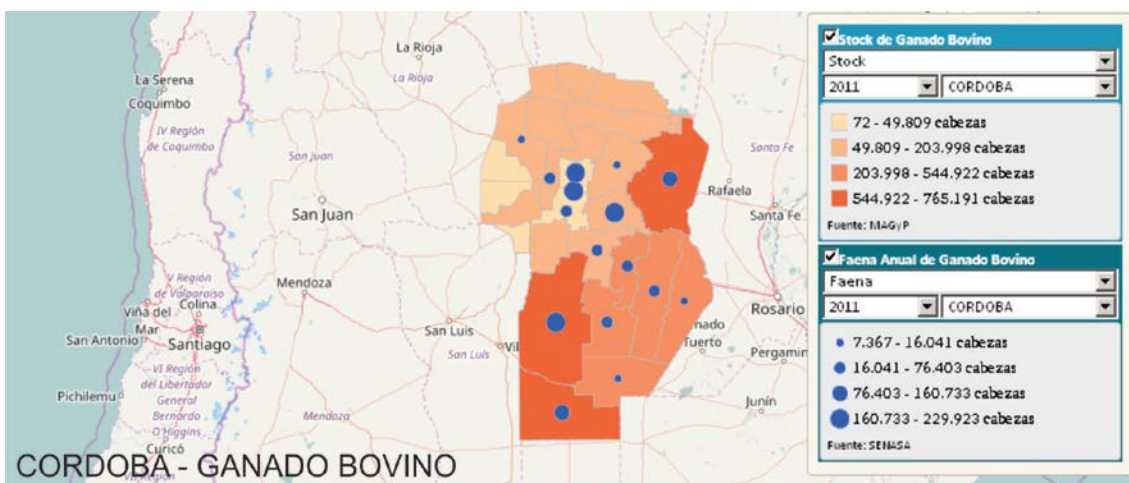 La Rioja
La Rioja
La Serena
Coquimbo
IV Región
de Coquimbo
San Juan
San Juan
Santa Fe
Rafaela
Santa Fe
V Región
de Valparaíso
Mendoza
Viña del
Mar
Colina
San Antonio
Santiago
San Luis
San Luis
Rosario
Tuerto
Pergamin
VI Región
del Libertador
General
Bernardo
O'Higgins
Pichilemu
Mendoza
Junín
Curicó
CORDOBA - GANADO BOVINO
Stock de Ganado Bovino
Stock
2011 CORDOBA
72 - 49.809 cabezas
49.809 - 203.998 cabezas
203.998 - 544.922 cabezas
544.922 - 765.191 cabezas
Fuente: MAGyP
Faena Anual de Ganado Bovino
Faena
2011 CORDOBA
7.367 - 16.041 cabezas
16.041 - 76.403 cabezas
76.403 - 160.733 cabezas
160.733 - 229.923 cabezas
Fuente: SENASA